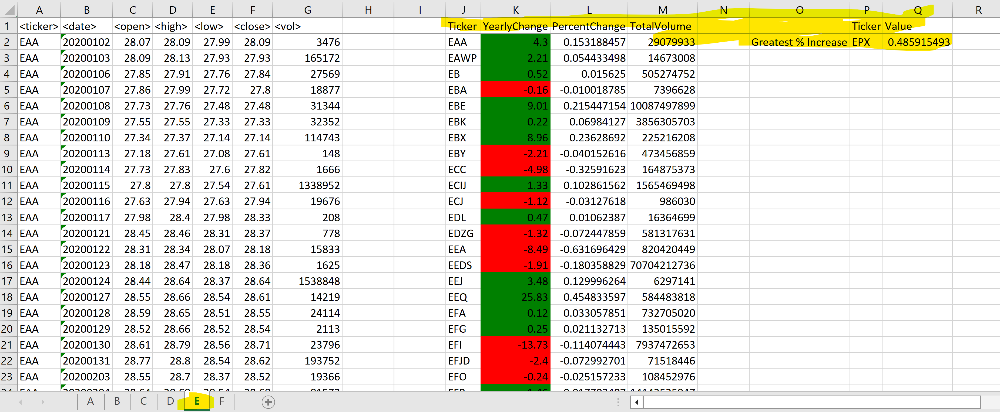 A B C D E F G H I J K L M N O P Q R
1 <ticker> <date> <open> <high> <low> <close> <vol> Ticker YearlyChange PercentChange TotalVolume Ticker Value
2 EAA 20200102 28.07 28.09 27.99 28.09 3476 EAA 4.3 0.153188457 29079933 Greatest % Increase EPX 0.485915493
3 EAA 20200103 28.09 28.13 27.93 27.93 165172 EAWP 2.21 0.054433498 14673008
4 EAA 20200106 27.85 27.91 27.76 27.84 27569 EB 0.52 0.015625 505274752
5 EAA 20200107 27.86 27.99 27.72 27.8 18877 EBA -0.16 -0.010018785 7396628
6 EAA 20200108 27.73 27.76 27.48 27.48 31344 EBE 9.01 0.215447154 10087497899
7 EAA 20200109 27.55 27.55 27.33 27.33 32352 EBK 0.22 0.06984127 3856305703
8 EAA 20200110 27.34 27.37 27.14 27.14 114743 EBX 8.96 0.23628692 225216208
9 EAA 20200113 27.18 27.61 27.08 27.61 148 EBY -2.21 -0.040152616 473456859
10 EAA 20200114 27.73 27.83 27.6 27.82 1666 ECC -4.98 -0.32591623 164875373
11 EAA 20200115 27.8 27.8 27.54 27.61 1338952 ECIJ 1.33 0.102861562 1565469498
12 EAA 20200116 27.63 27.94 27.63 27.94 19676 ECJ -1.12 -0.03127618 986030
13 EAA 20200117 27.98 28.4 27.98 28.33 208 EDL 0.47 0.01062387 16364699
14 EAA 20200121 28.45 28.46 28.31 28.37 778 EDZG -1.32 -0.072447859 581317631
15 EAA 20200122 28.31 28.34 28.07 28.18 15833 EEA -8.49 -0.631696429 820420449
16 EAA 20200123 28.18 28.47 28.18 28.36 1625 EEDS -1.91 -0.180358829 70704212736
17 EAA 20200124 28.44 28.64 28.37 28.64 1538848 EEJ 3.48 0.129996264 6297141
18 EAA 20200127 28.55 28.66 28.54 28.61 14219 EEQ 25.83 0.454833597 584483818
19 EAA 20200128 28.59 28.65 28.51 28.55 24114 EFA 0.12 0.033057851 732705020
20 EAA 20200129 28.52 28.66 28.52 28.54 2113 EFG 0.25 0.021132713 135015592
21 EAA 20200130 28.61 28.79 28.56 28.71 23796 EFI -13.73 -0.114074443 7937472653
22 EAA 20200131 28.77 28.8 28.54 28.62 193752 EFJD -2.4 -0.072992701 71518446
23 EAA 20200203 28.55 28.7 28.37 28.52 19366 EFO -0.24 -0.025157233 108452976
A B C D E F